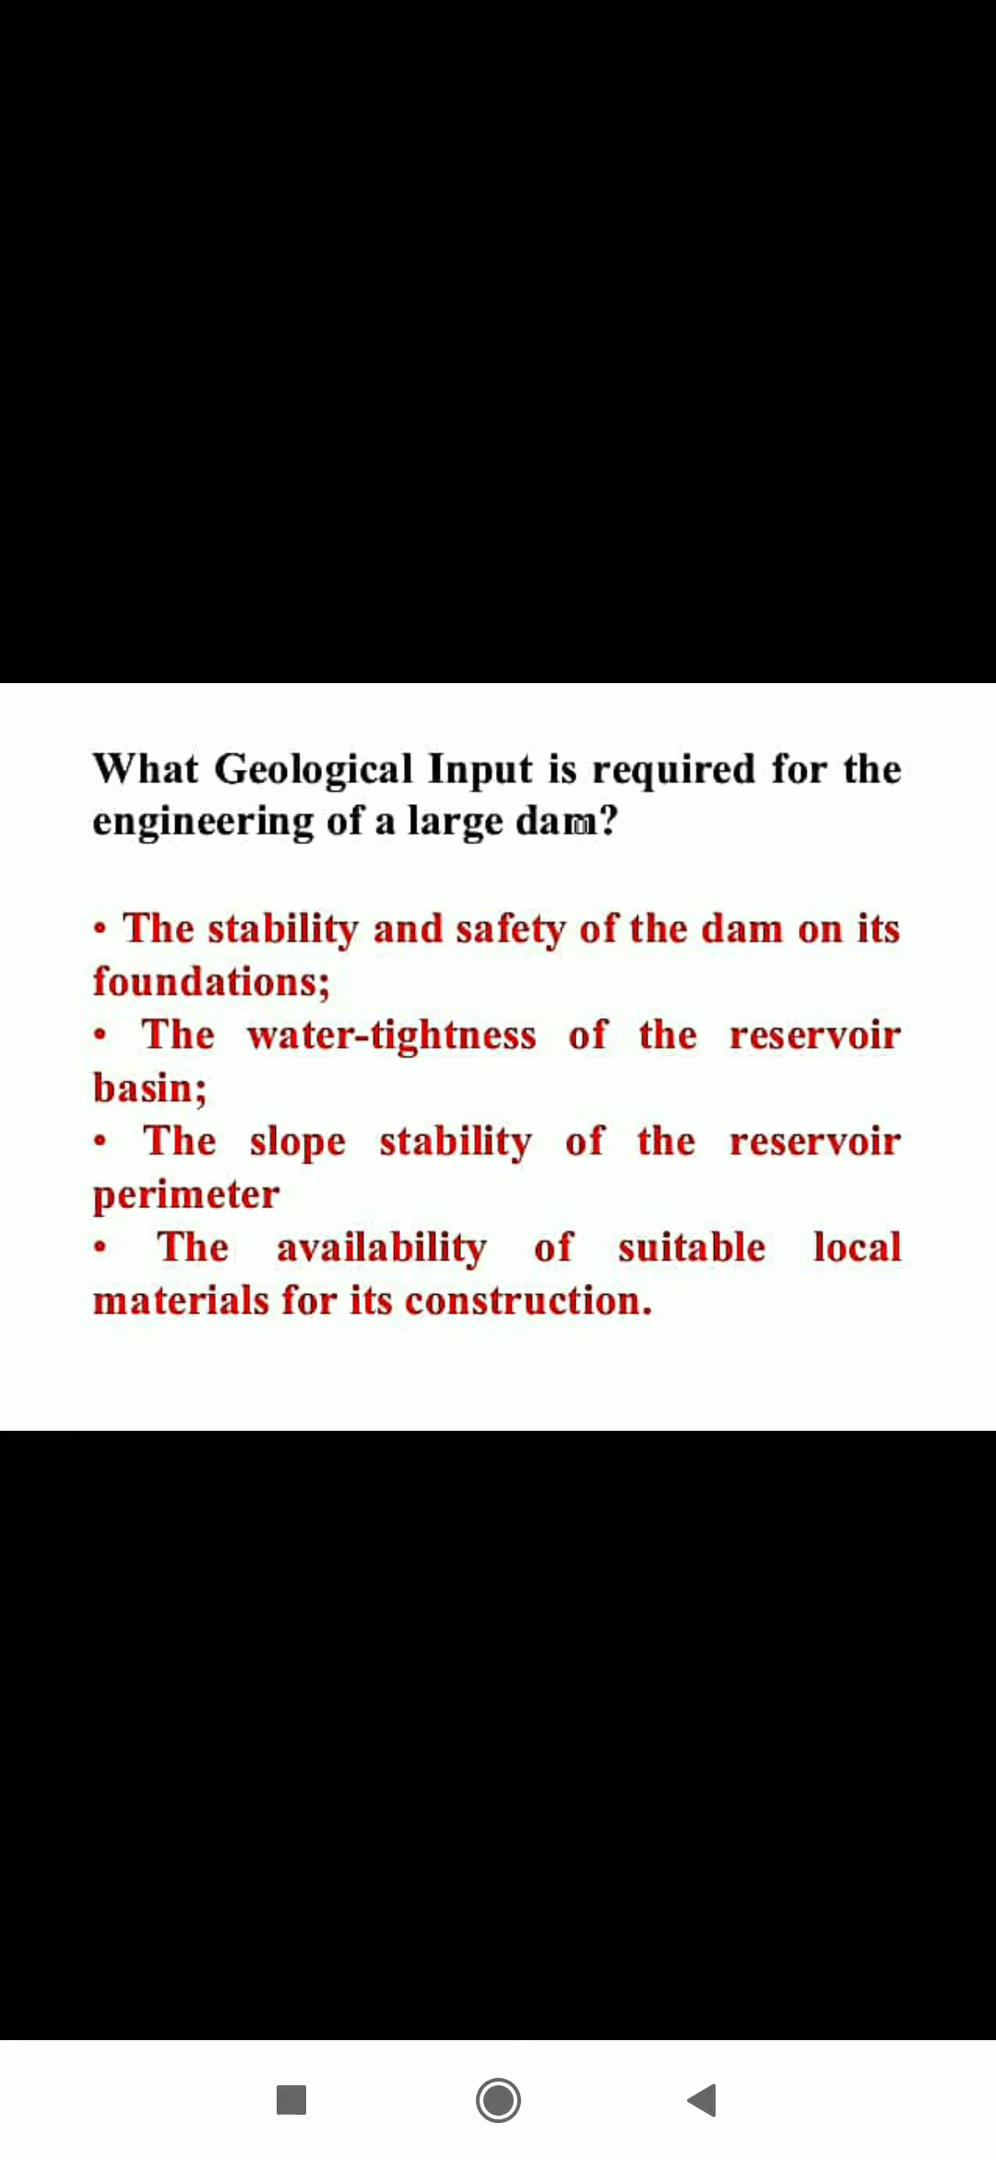 What Geological Input is required for the
engineering of a large dam?
• The stability and safety of the dam on its
foundations;
• The water-tightness of the reservoir
basin;
• The slope stability of the reservoir
perimeter
• The availability of suitable local
materials for its construction.